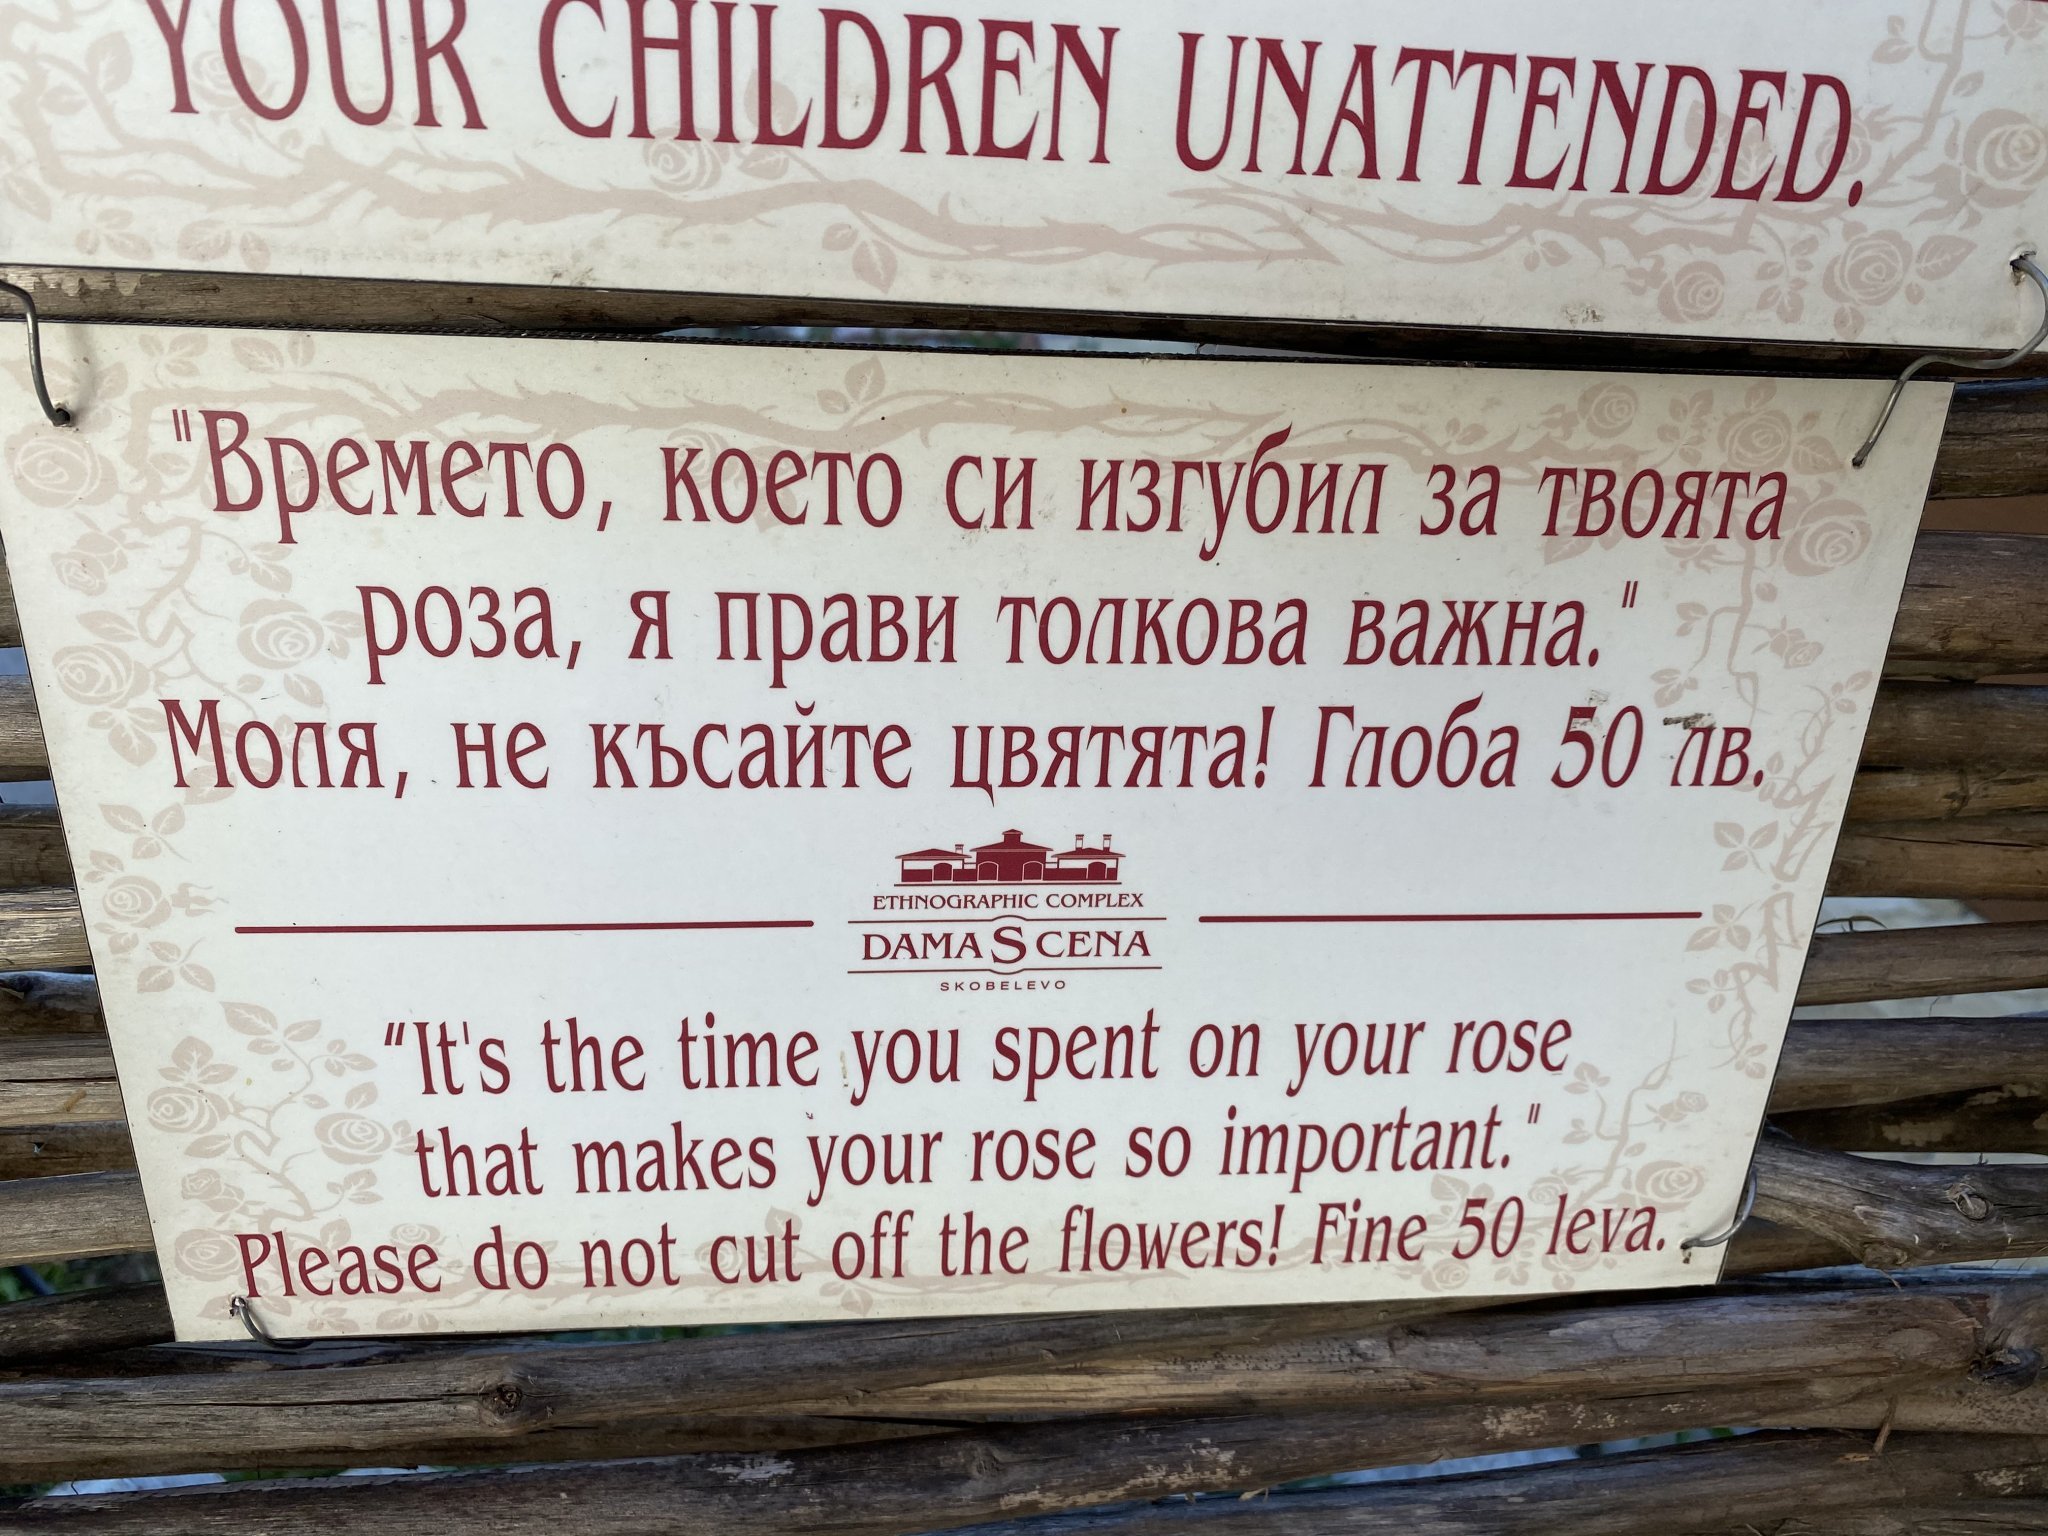 YOUR CHILDREN UNATTENDED.
"Времето, което си изгубил за твоята
роза, я прави толкова важна."
Моля, не късайте цвятята! Глоба 50 лв.
ETHNOGRAPHIC COMPLEX
DAMASCENA
SKOBELEVO
"It's the time you spent on your rose
that makes your rose so important."
Please do not cut off the flowers! Fine 50 leva.